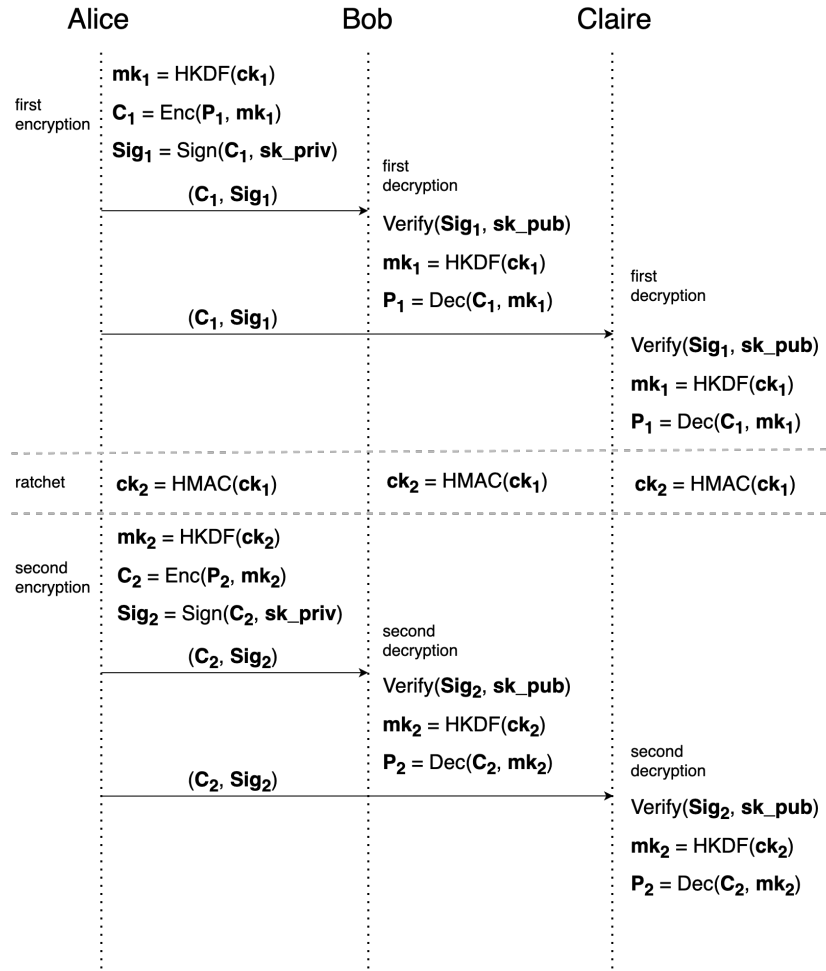 Alice Bob Claire
mk₁ = HKDF(ck₁)
first
encryption
C₁ = Enc(P₁, mk₁)
Sig₁ = Sign(C₁, sk_priv)
(C₁, Sig₁)
first
decryption
Verify(Sig₁, sk_pub)
mk₁ = HKDF(ck₁)
P₁ = Dec(C₁, mk₁)
(C₁, Sig₁)
first
decryption
Verify(Sig₁, sk_pub)
mk₁ = HKDF(ck₁)
P₁ = Dec(C₁, mk₁)
ratchet ck₂ = HMAC(ck₁) ck₂ = HMAC(ck₁) ck₂ = HMAC(ck₁)
mk₂ = HKDF(ck₂)
second
encryption
C₂ = Enc(P₂, mk₂)
Sig₂ = Sign(C₂, sk_priv)
(C₂, Sig₂)
second
decryption
Verify(Sig₂, sk_pub)
mk₂ = HKDF(ck₂)
P₂ = Dec(C₂, mk₂)
(C₂, Sig₂)
second
decryption
Verify(Sig₂, sk_pub)
mk₂ = HKDF(ck₂)
P₂ = Dec(C₂, mk₂)